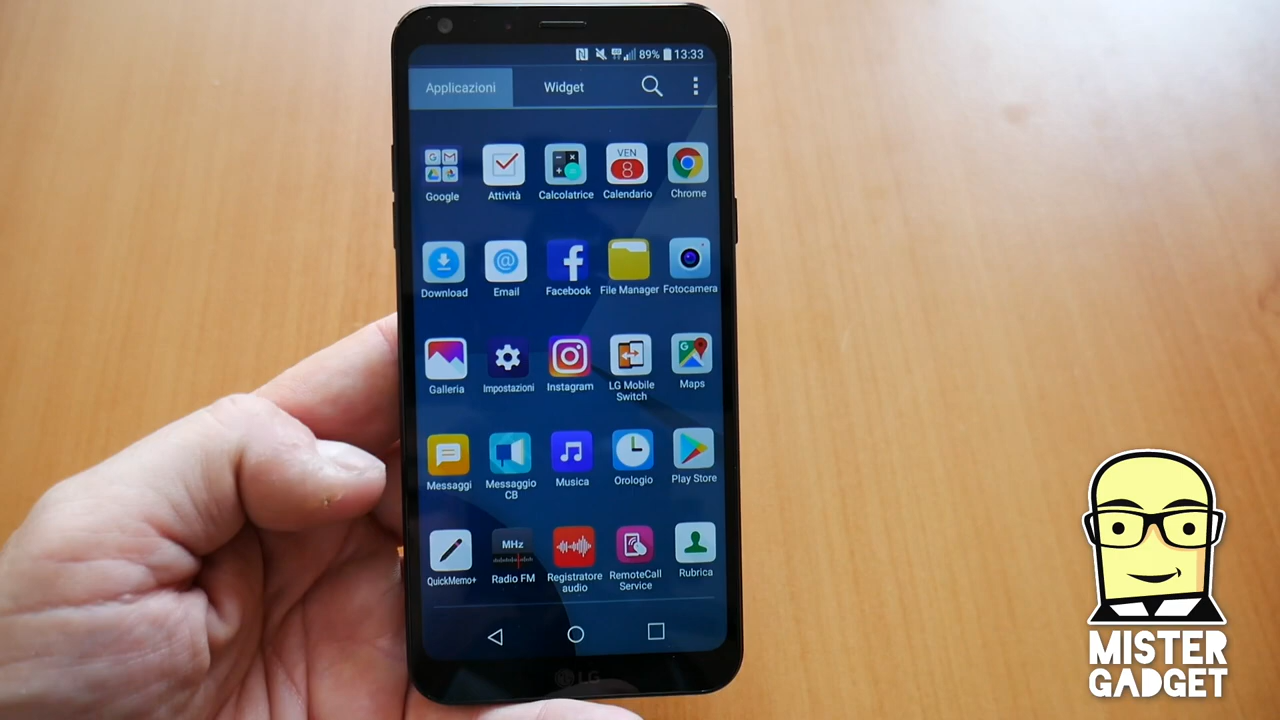 89% 13:33
Applicazioni Widget
VEN
8
Google Attività Calcolatrice Calendario Chrome
Download Email Facebook File Manager Fotocamera
Galleria Impostazioni Instagram LG Mobile Switch Maps
Messaggi Messaggio CB Musica Orologio Play Store
MHz
QuickMemo+ Radio FM Registratore audio RemoteCall Service Rubrica
LG
MISTER
GADGET